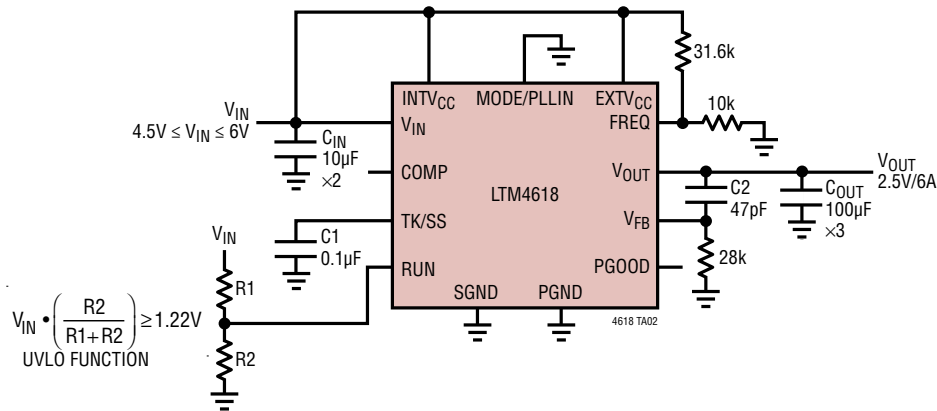 31.6k
INTVCC
MODE/PLLIN
EXTVCC
VIN
4.5V ≤ VIN ≤ 6V
VIN
FREQ
10k
CIN
10µF
×2
COMP
LTM4618
VOUT
VOUT
2.5V/6A
C2
47pF
COUT
100µF
×3
TK/SS
VFB
C1
0.1µF
VIN
RUN
PGOOD
28k
R1
SGND
PGND
4618 TA02
VIN • (R2/R1+R2) ≥ 1.22V
UVLO FUNCTION
R2